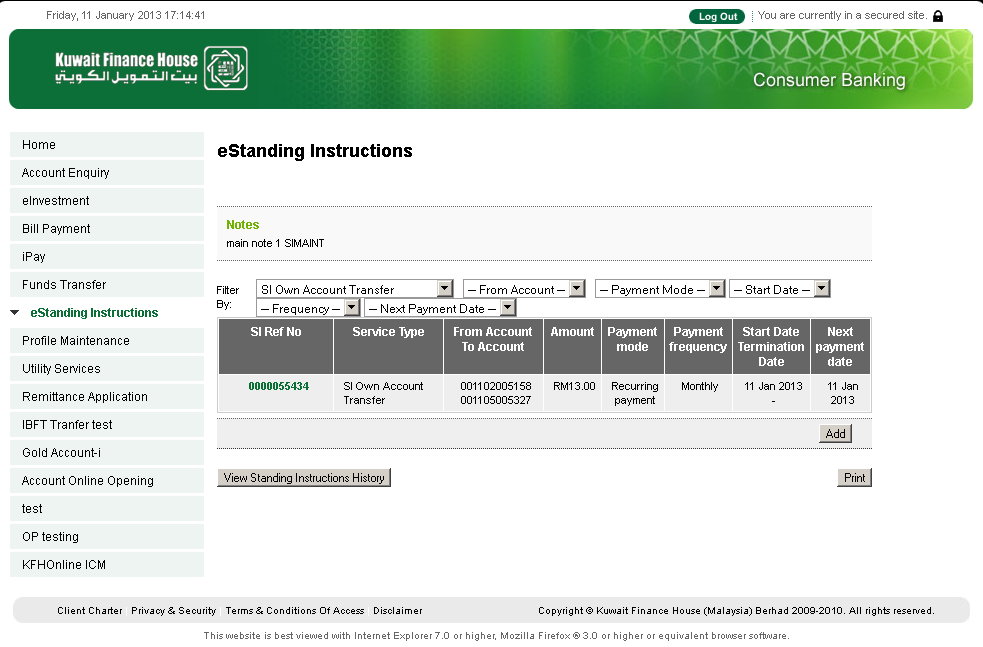 Friday, 11 January 2013 17:14:41
Log Out
You are currently in a secured site.
Kuwait Finance House
بيت التمويل الكويتي
Consumer Banking
Home
Account Enquiry
eInvestment
Bill Payment
iPay
Funds Transfer
eStanding Instructions
Profile Maintenance
Utility Services
Remittance Application
IBFT Tranfer test
Gold Account-i
Account Online Opening
test
OP testing
KFHOnline ICM
eStanding Instructions
Notes
main note 1 SIMAINT
Filter By:
SI Own Account Transfer
-- From Account --
-- Payment Mode --
-- Start Date --
-- Frequency --
-- Next Payment Date --
SI Ref No
Service Type
From Account
To Account
Amount
Payment
mode
Payment
frequency
Start Date
Termination
Date
Next
payment
date
0000055434
SI Own Account
Transfer
001102005158
001105005327
RM13.00
Recurring
payment
Monthly
11 Jan 2013
-
11 Jan
2013
Add
View Standing Instructions History
Print
Client Charter Privacy & Security Terms & Conditions Of Access Disclaimer
Copyright © Kuwait Finance House (Malaysia) Berhad 2009-2010. All rights reserved.
This website is best viewed with Internet Explorer 7.0 or higher, Mozilla Firefox ® 3.0 or higher or equivalent browser software.